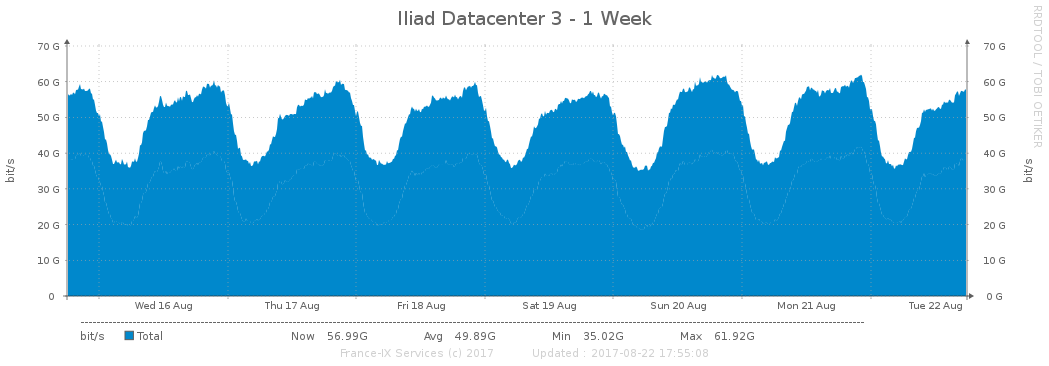 Iliad Datacenter 3 - 1 Week
RRDTOOL / TOBI OETIKER
70 G 70 G
60 G 60 G
50 G 50 G
40 G 40 G
30 G 30 G
20 G 20 G
10 G 10 G
0 0 G
bit/s bit/s
Wed 16 Aug Thu 17 Aug Fri 18 Aug Sat 19 Aug Sun 20 Aug Mon 21 Aug Tue 22 Aug
bit/s Total Now 56.99G Avg 49.89G Min 35.02G Max 61.92G
France-IX Services (c) 2017 Updated : 2017-08-22 17:55:08